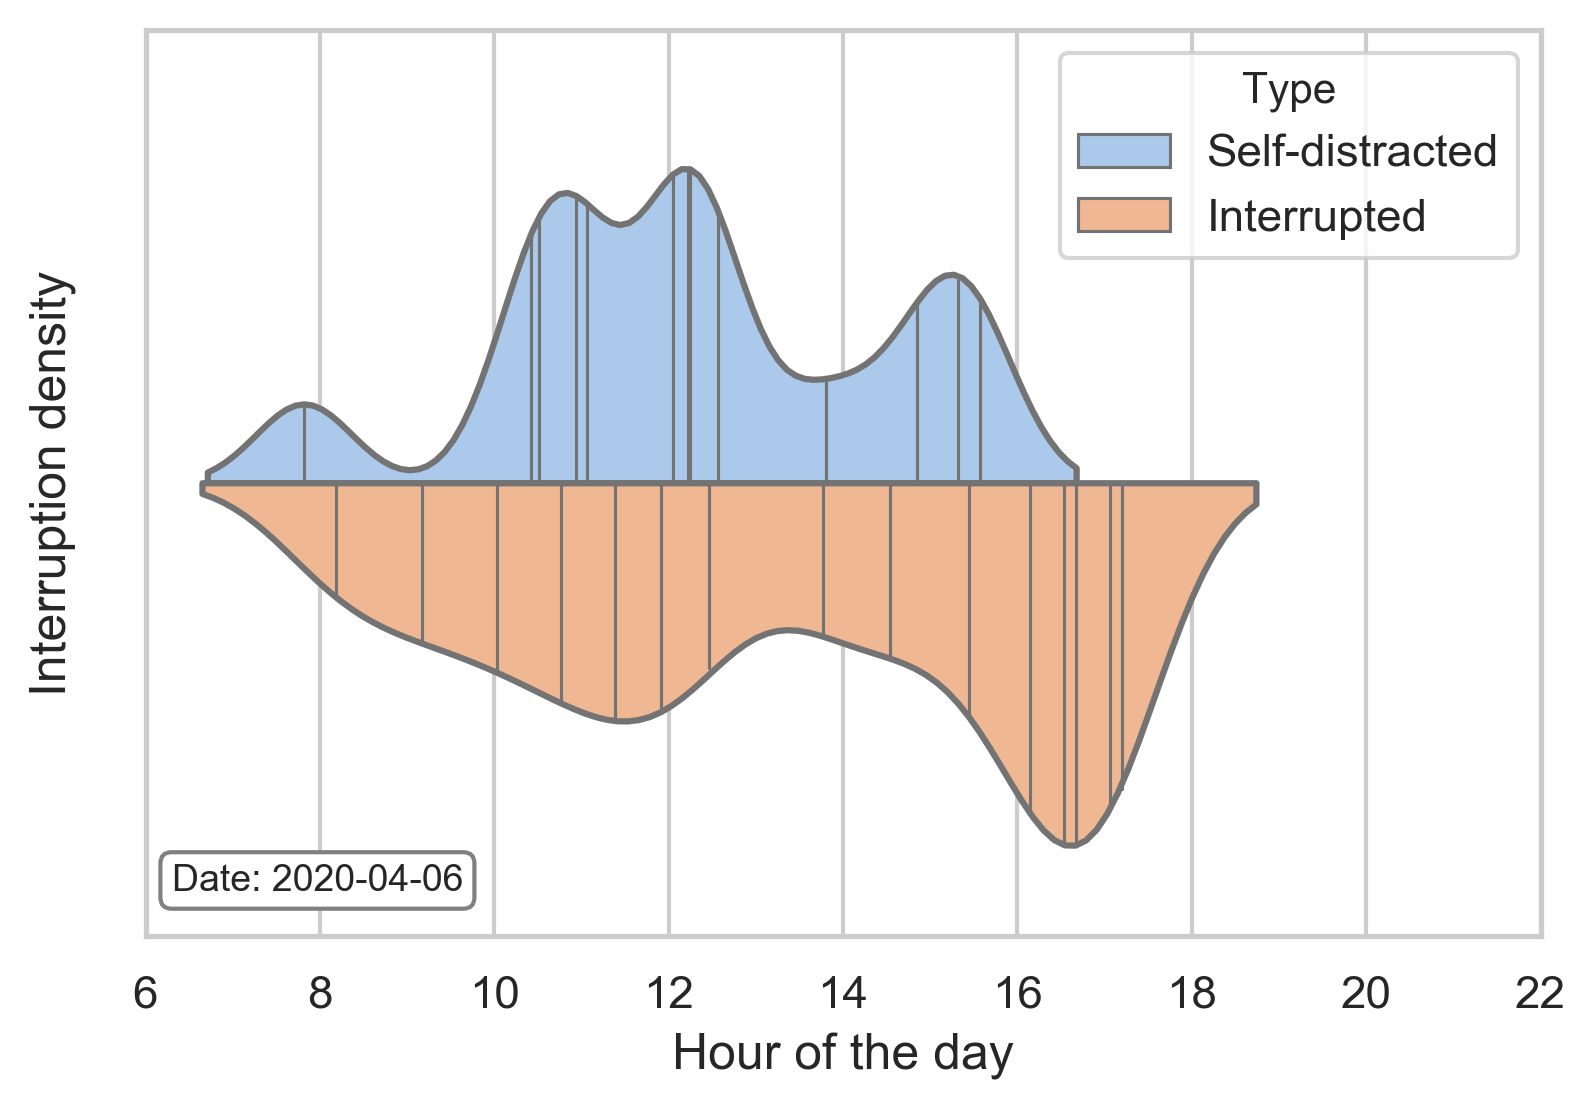 Type
Self-distracted
Interrupted
Interruption density
Date: 2020-04-06
6 8 10 12 14 16 18 20 22
Hour of the day